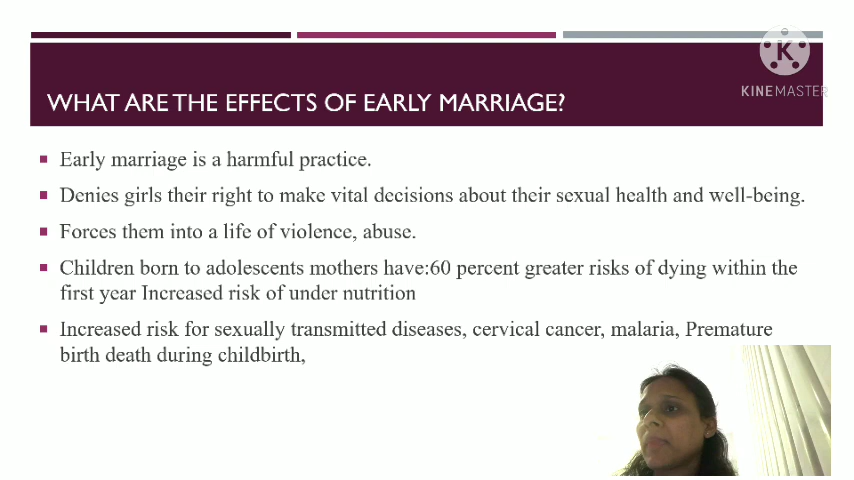 K
KINEMASTER
WHAT ARE THE EFFECTS OF EARLY MARRIAGE?
Early marriage is a harmful practice.
Denies girls their right to make vital decisions about their sexual health and well-being.
Forces them into a life of violence, abuse.
Children born to adolescents mothers have:60 percent greater risks of dying within the
first year Increased risk of under nutrition
Increased risk for sexually transmitted diseases, cervical cancer, malaria, Premature
birth death during childbirth,